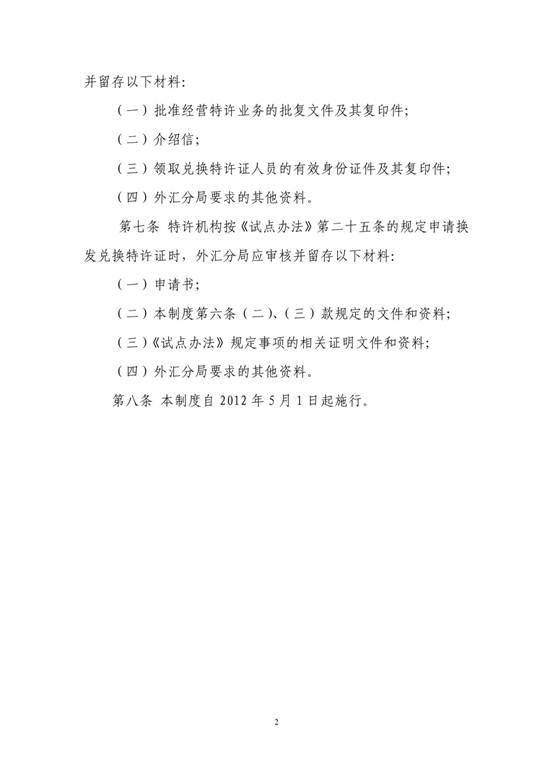 并留存以下材料：
（一）批准经营特许业务的批复文件及其复印件；
（二）介绍信；
（三）领取兑换特许证人员的有效身份证件及其复印件；
（四）外汇分局要求的其他资料。
第七条 特许机构按《试点办法》第二十五条的规定申请换
发兑换特许证时，外汇分局应审核并留存以下材料：
（一）申请书；
（二）本制度第六条（二）、（三）款规定的文件和资料；
（三）《试点办法》规定事项的相关证明文件和资料；
（四）外汇分局要求的其他资料。
第八条 本制度自 2012 年 5 月 1 日起施行。
2